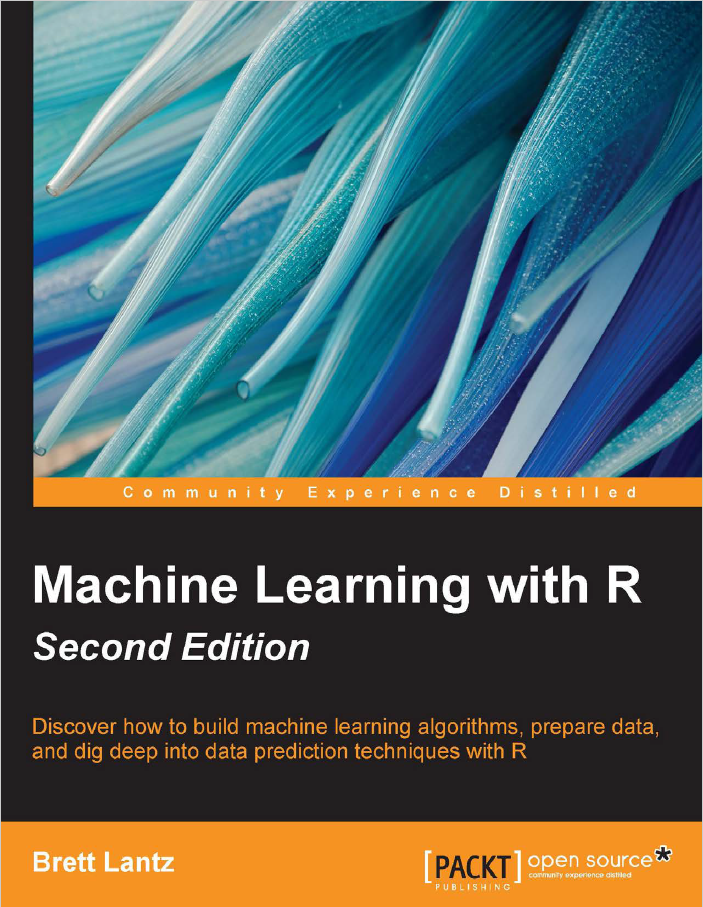 Community Experience Distilled
Machine Learning with R
Second Edition
Discover how to build machine learning algorithms, prepare data,
and dig deep into data prediction techniques with R
Brett Lantz
[PACKT] open source*
PUBLISHING community experience distilled